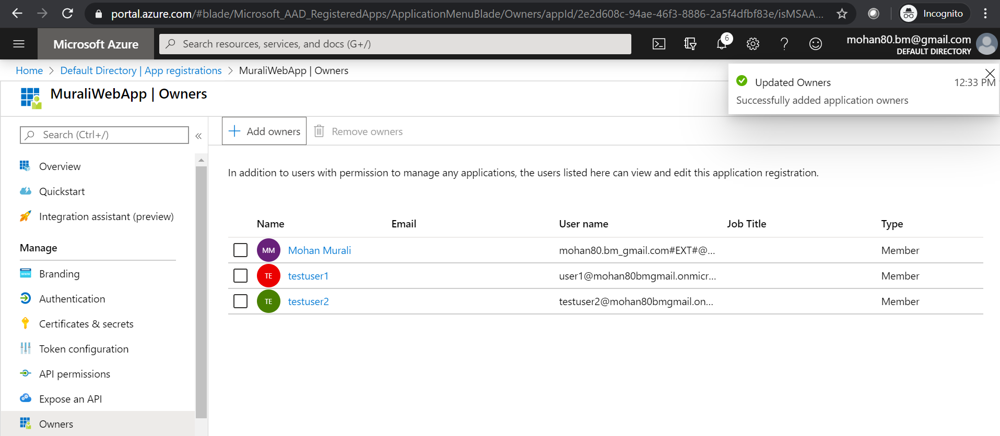 portal.azure.com/#blade/Microsoft_AAD_RegisteredApps/ApplicationMenuBlade/Owners/appId/2e2d608c-94ae-46f3-8886-2a5f4dfbf83e/isMSAA...
Incognito
Microsoft Azure
Search resources, services, and docs (G+/)
6
mohan80.bm@gmail.com
DEFAULT DIRECTORY
Home > Default Directory | App registrations > MuraliWebApp | Owners
Updated Owners
12:33 PM
Successfully added application owners
MuraliWebApp | Owners
Search (Ctrl+/)
«
Overview
Quickstart
Integration assistant (preview)
Manage
Branding
Authentication
Certificates & secrets
Token configuration
API permissions
Expose an API
Owners
Add owners
Remove owners
In addition to users with permission to manage any applications, the users listed here can view and edit this application registration.
Name Email User name Job Title Type
MM Mohan Murali mohan80.bm_gmail.com#EXT#@... Member
TE testuser1 user1@mohan80bmgmail.onmicr... Member
TE testuser2 testuser2@mohan80bmgmail.on... Member